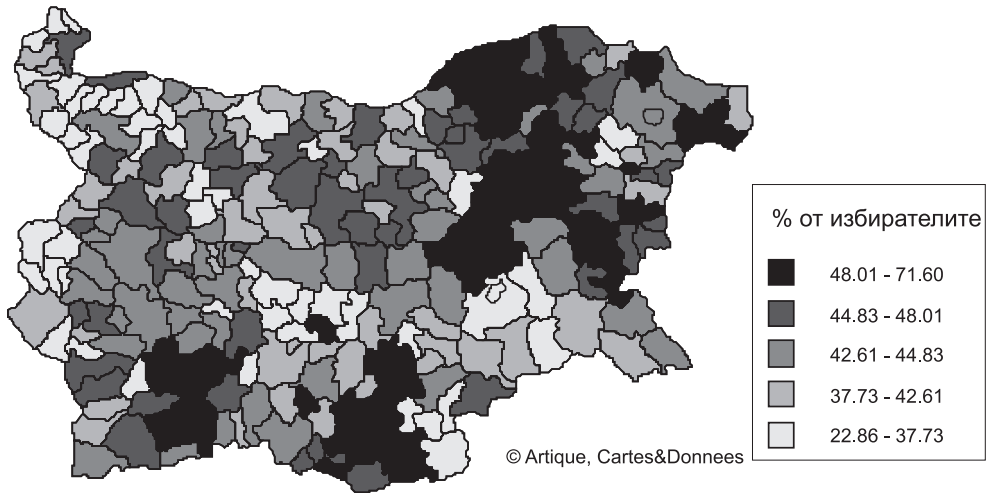 % от избирателите
48.01 - 71.60
44.83 - 48.01
42.61 - 44.83
37.73 - 42.61
22.86 - 37.73
© Artique, Cartes&Donnees